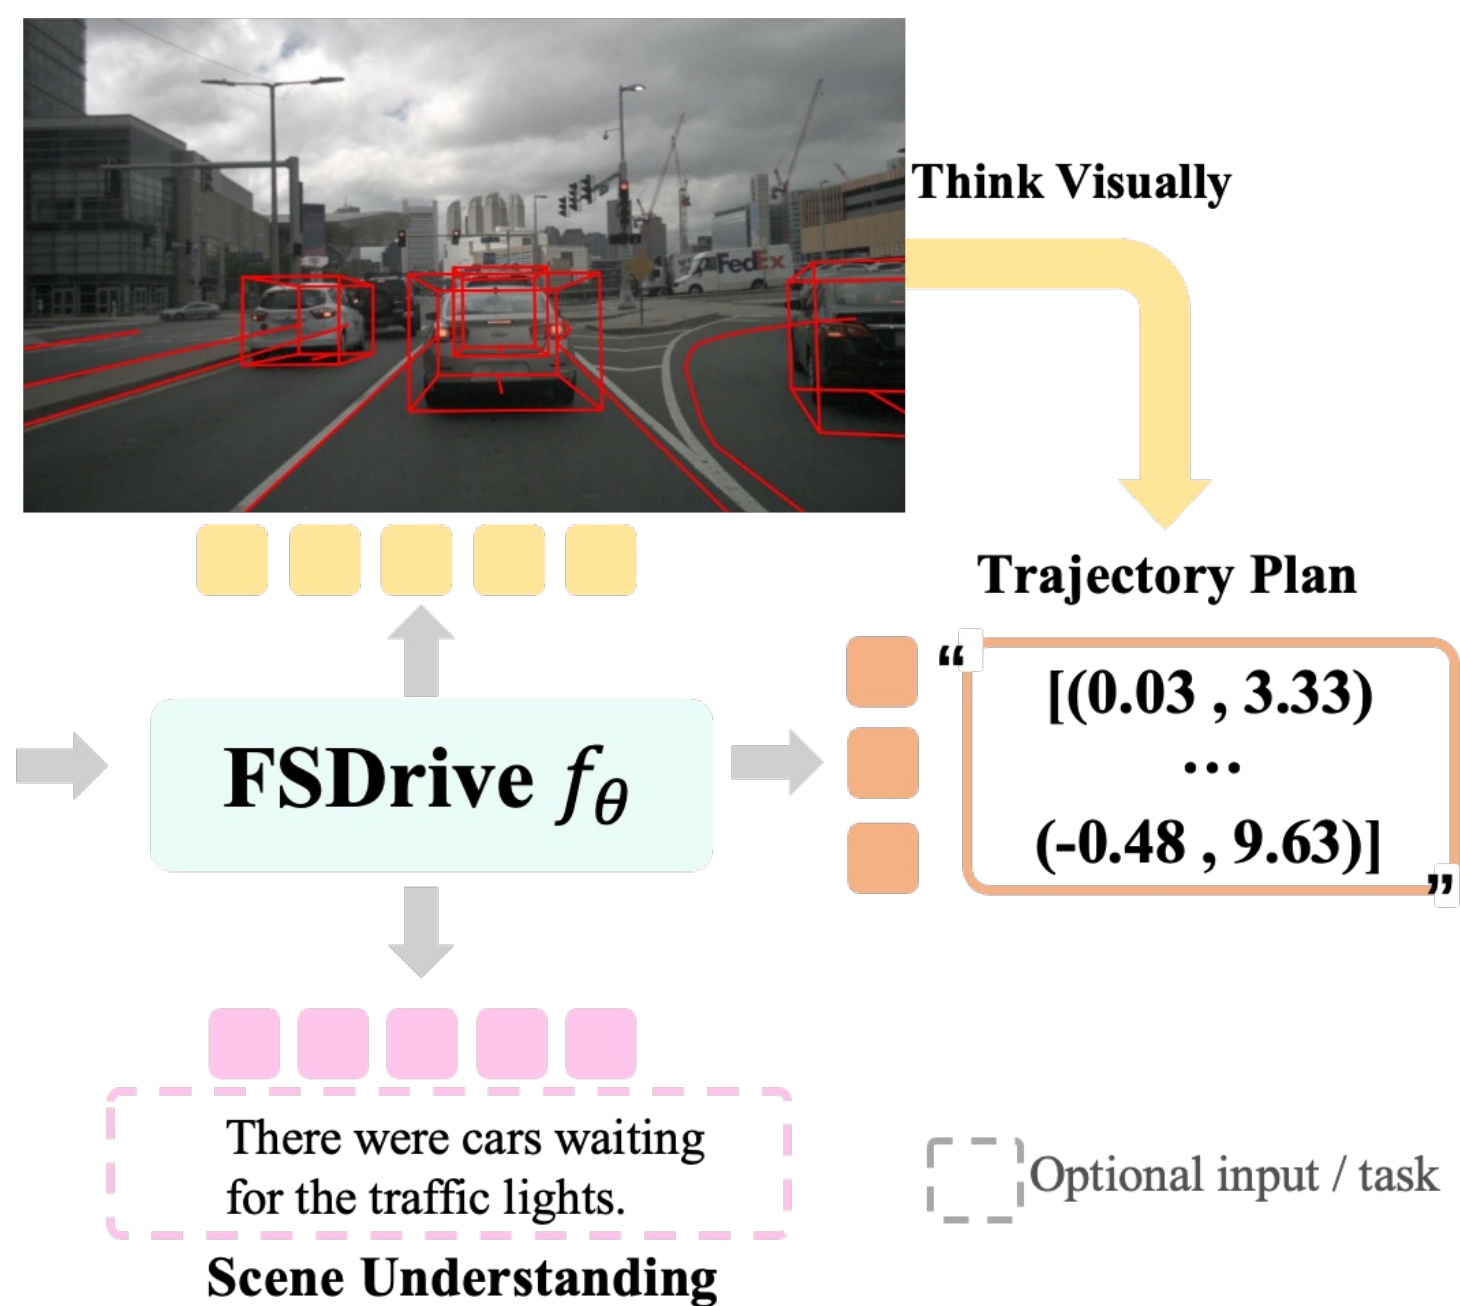 FedEx
Think Visually
Trajectory Plan
“
[(0.03 , 3.33)
...
(-0.48 , 9.63)]
”
FSDrive fθ
There were cars waiting
for the traffic lights.
Scene Understanding
Optional input / task